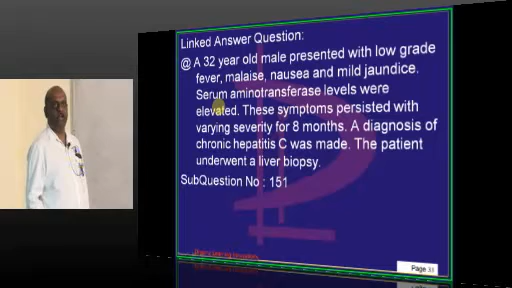 Linked Answer Question:
@ A 32 year old male presented with low grade
fever, malaise, nausea and mild jaundice.
Serum aminotransferase levels were
elevated. These symptoms persisted with
varying severity for 8 months. A diagnosis of
chronic hepatitis C was made. The patient
underwent a liver biopsy.
SubQuestion No : 151
Page 33